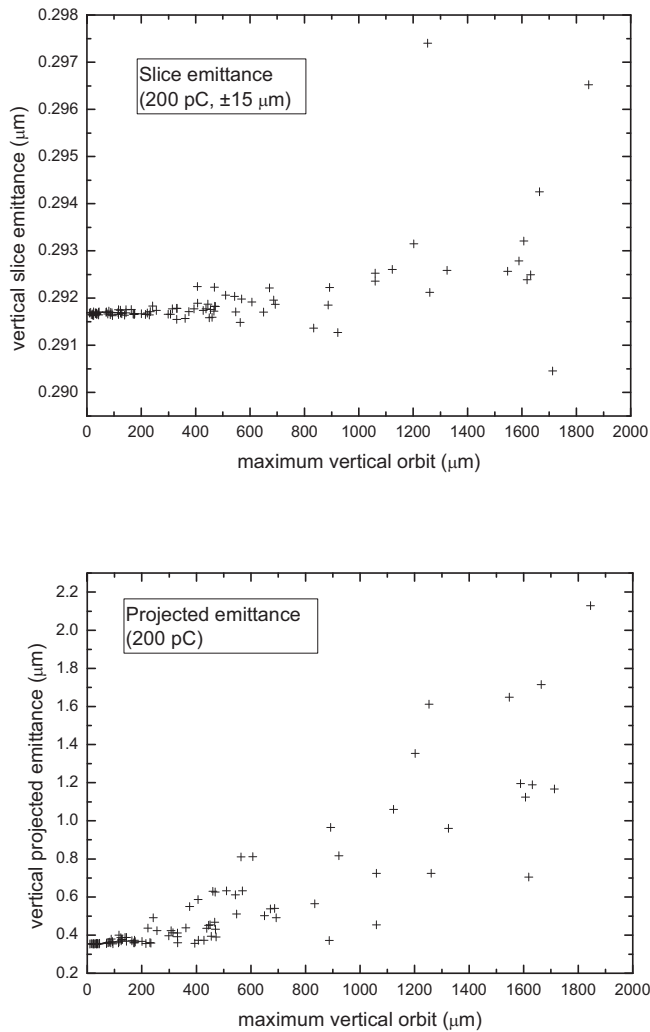 0.298
0.297
0.296
0.295
0.294
0.293
0.292
0.291
0.290
vertical slice emittance (μm)
Slice emittance
(200 pC, ±15 μm)
0 200 400 600 800 1000 1200 1400 1600 1800 2000
maximum vertical orbit (μm)
2.2
2.0
1.8
1.6
1.4
1.2
1.0
0.8
0.6
0.4
0.2
vertical projected emittance (μm)
Projected emittance
(200 pC)
0 200 400 600 800 1000 1200 1400 1600 1800 2000
maximum vertical orbit (μm)